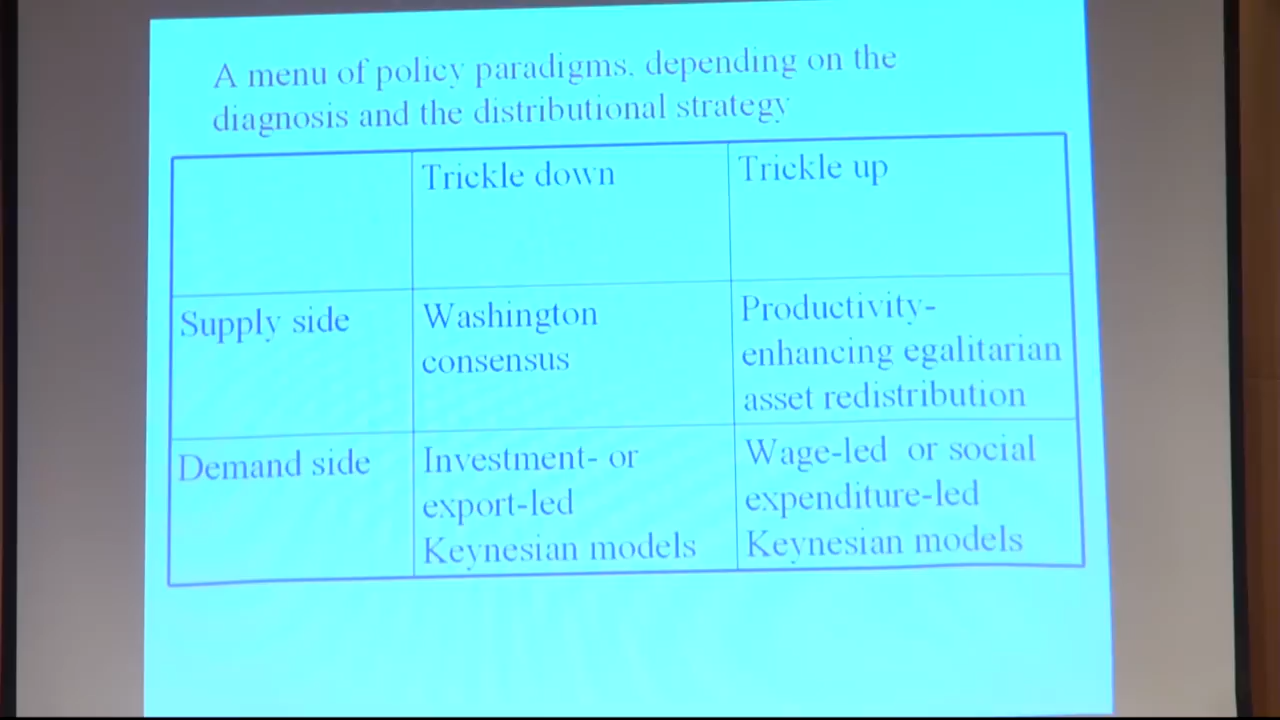 A menu of policy paradigms, depending on the
diagnosis and the distributional strategy
Trickle down
Trickle up
Supply side
Washington
consensus
Productivity-
enhancing egalitarian
asset redistribution
Demand side
Investment- or
export-led
Keynesian models
Wage-led or social
expenditure-led
Keynesian models